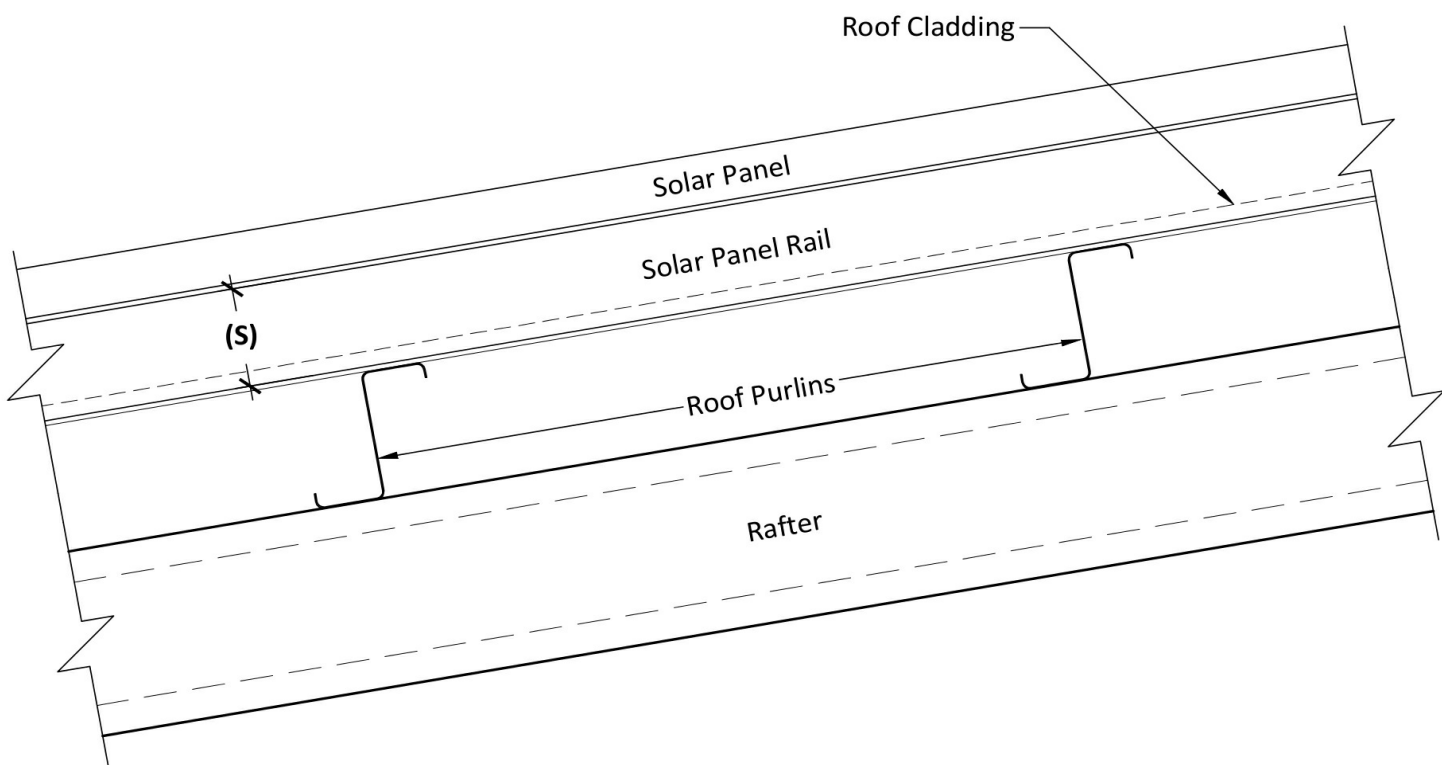 Roof Cladding
Solar Panel
Solar Panel Rail
(S)
Roof Purlins
Rafter